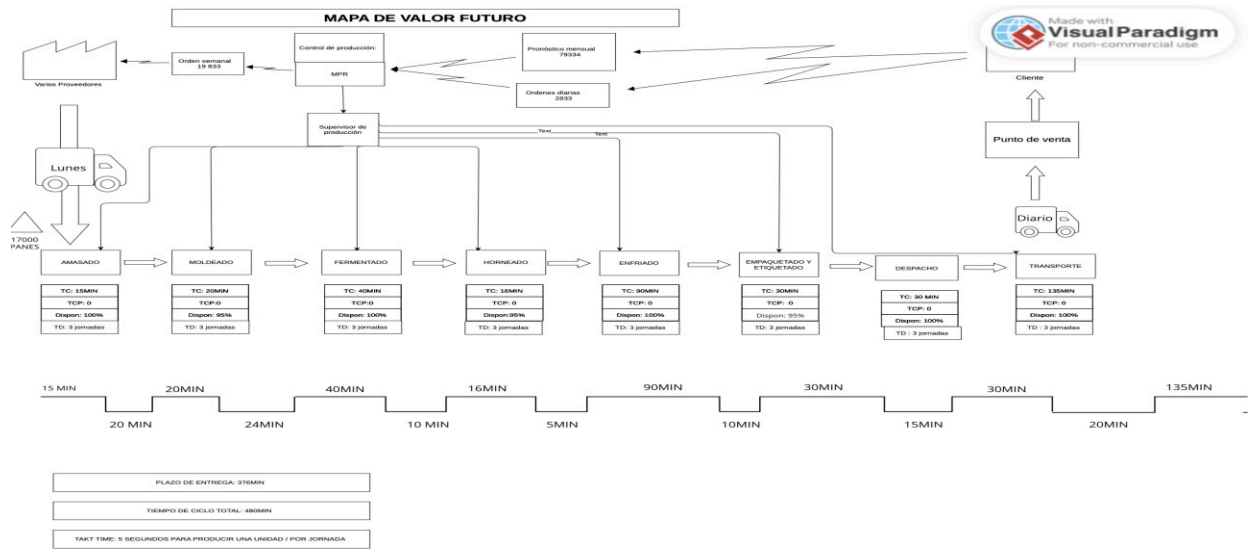 MAPA DE VALOR FUTURO
Made with
Visual Paradigm
For non-commercial use
Varios Proveedores
Orden semanal
19 833
Control de producción:
MPR
Pronóstico mensual
79334
Ordenes diarias
2833
Cliente
Supervisor de
producción
Text
Text
Punto de venta
Lunes
Diario
17000
PANES
AMASADO
MOLDEADO
FERMENTADO
HORNEADO
ENFRIADO
EMPAQUETADO Y
ETIQUETADO
DESPACHO
TRANSPORTE
TC: 15MIN
TCP: 0
Dispon: 100%
TD: 3 jornadas
TC: 20MIN
TCP:0
Dispon: 95%
TD: 3 jornadas
TC: 40MIN
TCP:0
Dispon: 100%
TD: 3 jornadas
TC: 16MIN
TCP: 0
Dispon:95%
TD: 3 jornadas
TC: 90MIN
TCP: 0
Dispon: 100%
TD: 3 jornadas
TC: 30MIN
TCP: 0
Dispon: 95%
TD: 3 jornadas
TC: 30 MIN
TCP: 0
Dispon: 100%
TD : 3 jornadas
TC: 135MIN
TCP: 0
Dispon: 100%
TD : 3 jornadas
15 MIN
20MIN
40MIN
16MIN
90MIN
30MIN
30MIN
135MIN
20 MIN
24MIN
10 MIN
5MIN
10MIN
15MIN
20MIN
PLAZO DE ENTREGA: 376MIN
TIEMPO DE CICLO TOTAL: 480MIN
TAKT TIME: 5 SEGUNDOS PARA PRODUCIR UNA UNIDAD / POR JORNADA